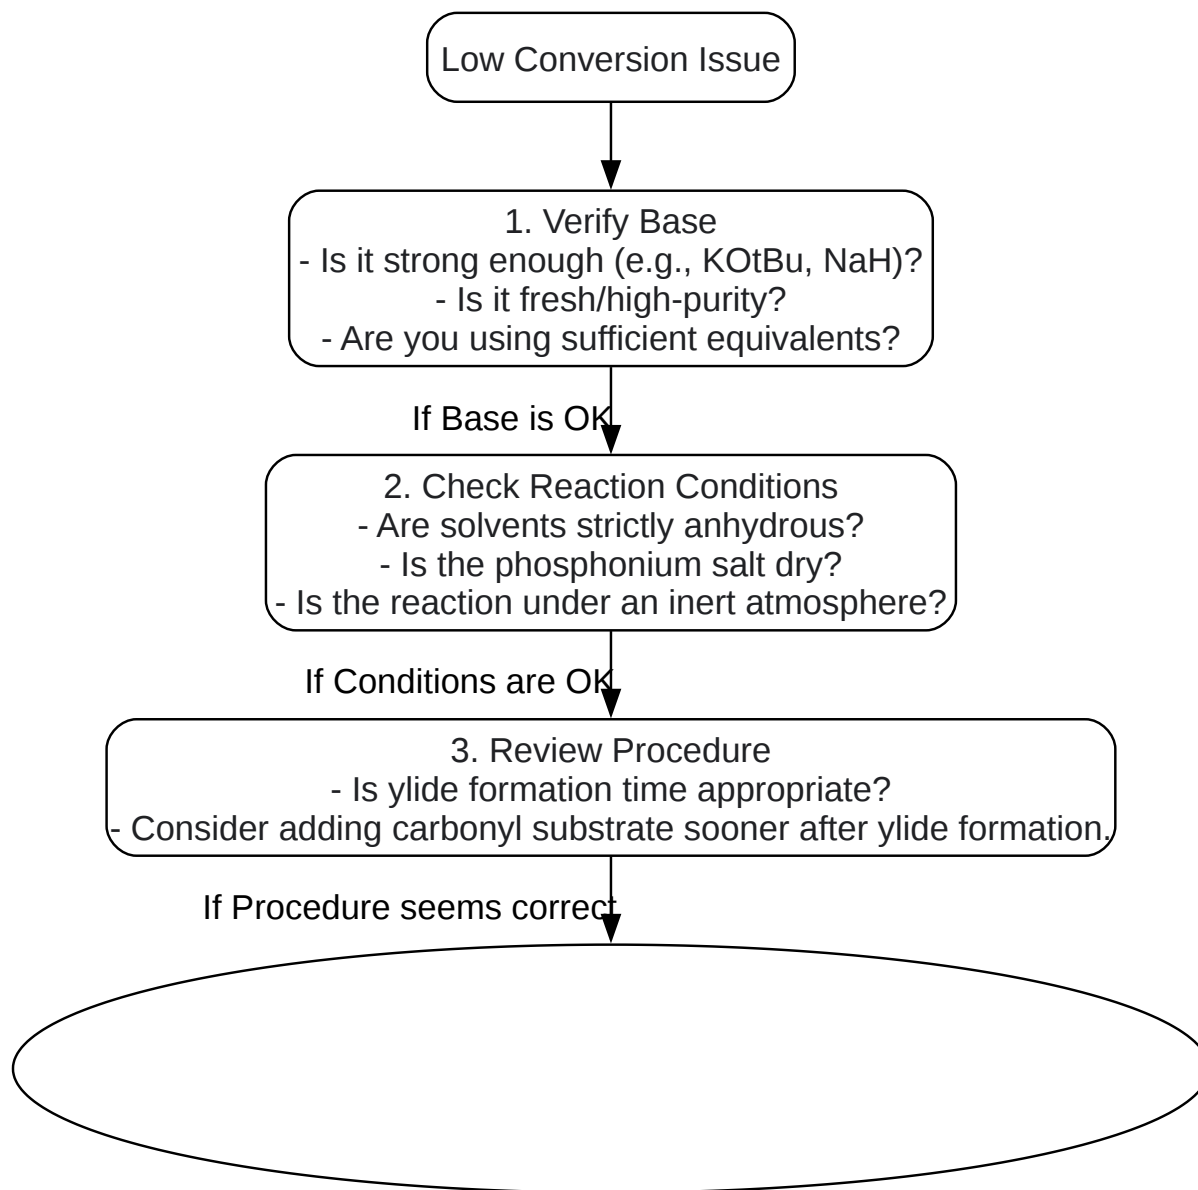 Low Conversion Issue
1. Verify Base
- Is it strong enough (e.g., KOtBu, NaH)?
- Is it fresh/high-purity?
- Are you using sufficient equivalents?
If Base is OK
2. Check Reaction Conditions
- Are solvents strictly anhydrous?
- Is the phosphonium salt dry?
- Is the reaction under an inert atmosphere?
If Conditions are OK
3. Review Procedure
- Is ylide formation time appropriate?
- Consider adding carbonyl substrate sooner after ylide formation.
If Procedure seems correct